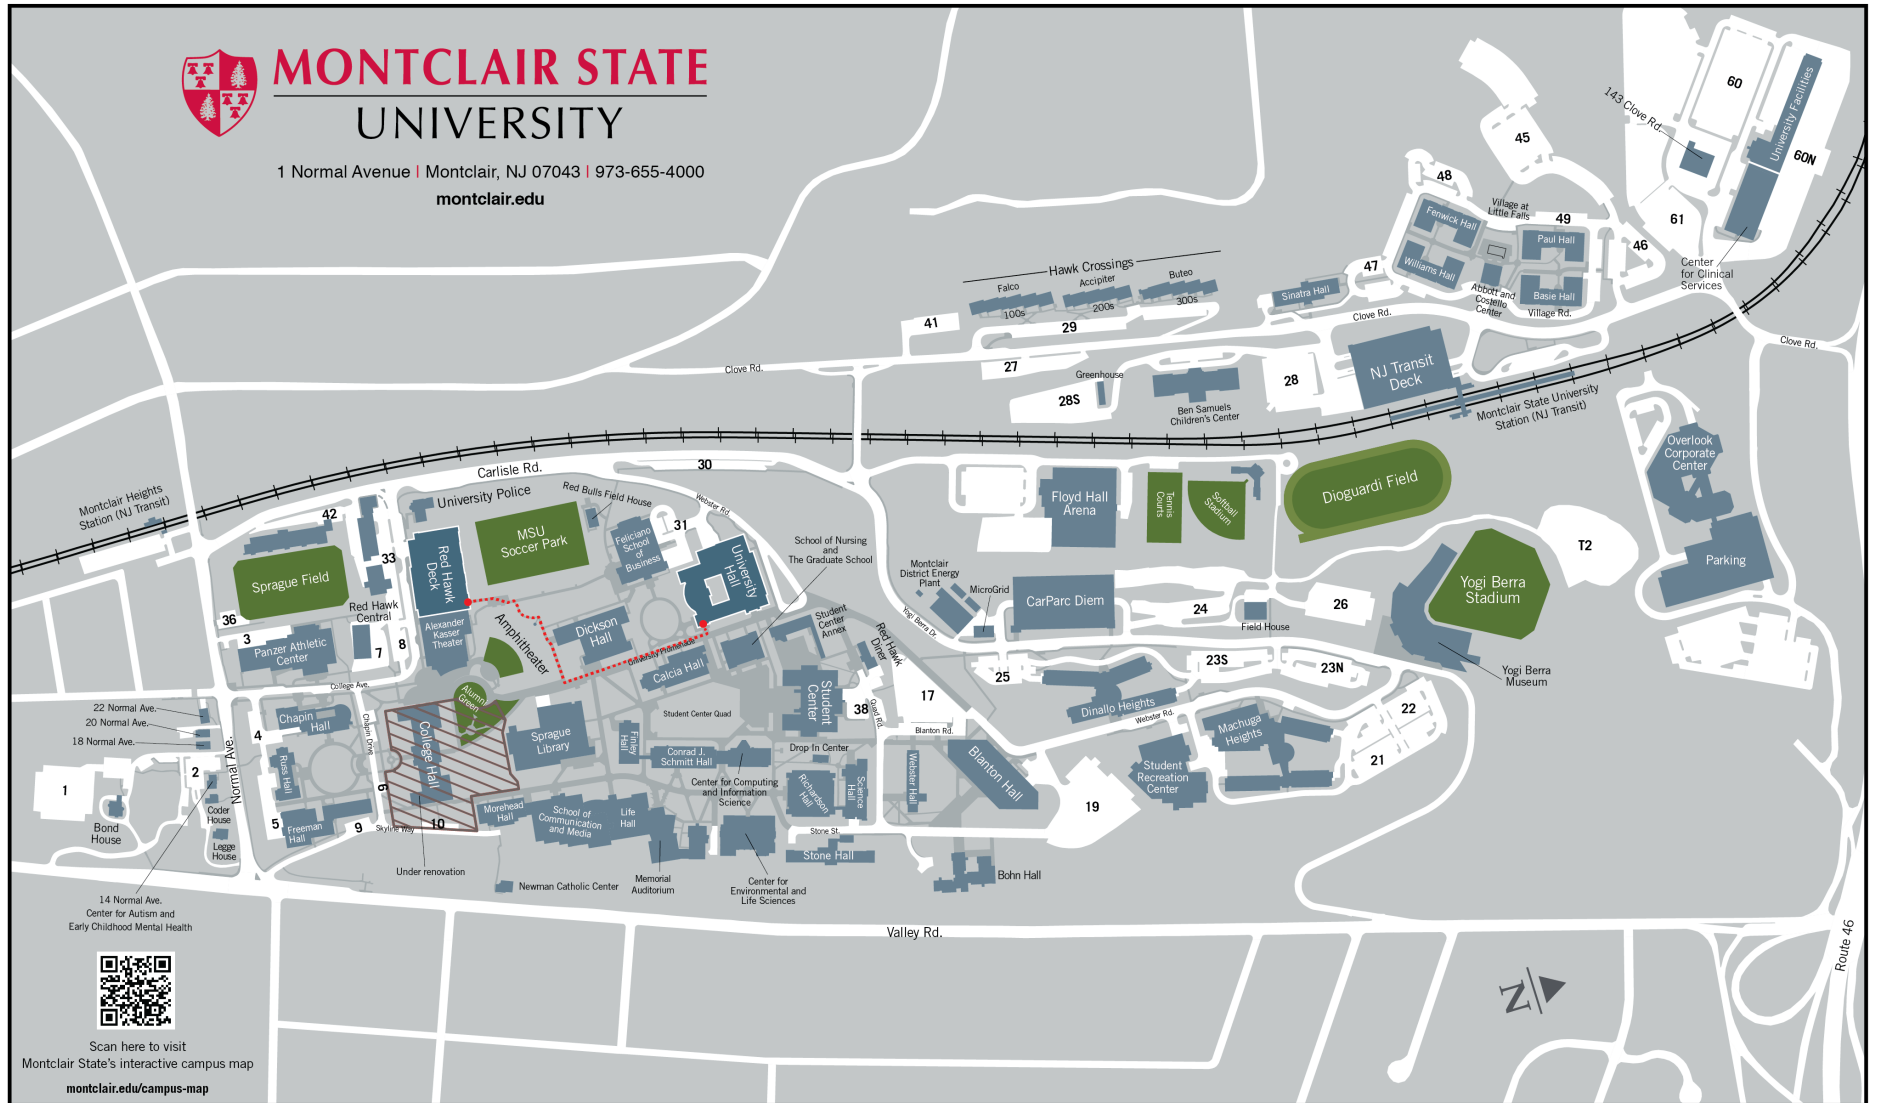 MONTCLAIR STATE
UNIVERSITY
1 Normal Avenue | Montclair, NJ 07043 | 973-655-4000
montclair.edu
60
University Facilities
143 Clove Rd.
60N
45
48
Village at
Little Falls
49
61
Fenwick Hall
Paul Hall
46
Williams Hall
47
Center
for Clinical
Services
Abbott and
Costello
Center
Basie Hall
Village Rd.
Hawk Crossings
Falco
Accipiter
Buteo
100s
200s
300s
Sinatra Hall
41
29
Clove Rd.
Clove Rd.
Clove Rd.
27
Greenhouse
28S
Ben Samuels
Children's Center
28
NJ Transit
Deck
Montclair State University
Station (NJ Transit)
Overlook
Corporate
Center
Parking
Carlisle Rd.
30
Montclair Heights
Station (NJ Transit)
42
University Police
Red Bulls Field House
Webster Rd.
31
MSU
Soccer Park
Feliciano
School
of
Business
University
Hall
School of Nursing
and
The Graduate School
Floyd Hall
Arena
Tennis
Courts
Softball
Stadium
Dioguardi Field
T2
Yogi Berra
Stadium
Yogi Berra
Museum
33
Red Hawk
Deck
Sprague Field
36
Red Hawk
Central
3
Panzer Athletic
Center
7
8
Alexander
Kasser
Theater
Amphitheater
Dickson
Hall
University Promenade
Calcia Hall
Student
Center
Annex
Red Hawk
Diner
Montclair
District Energy
Plant
MicroGrid
Yogi Berra Dr.
CarParc Diem
24
Field House
26
25
23S
23N
College Ave.
22 Normal Ave.
20 Normal Ave.
18 Normal Ave.
Normal Ave.
4
Chapin
Hall
Chapin Drive
Alumni
Green
College Hall
Sprague
Library
Finley
Hall
Student Center Quad
Student
Center
38
Quad Rd.
17
Blanton Rd.
Dinallo Heights
Webster Rd.
Machuga
Heights
22
21
1
2
Russ Hall
6
Conrad J.
Schmitt Hall
Drop In Center
Center for Computing
and Information
Science
Richardson
Hall
Science
Hall
Webster Hall
Blanton Hall
Student
Recreation
Center
19
Bond
House
Coder
House
Legge
House
5
Freeman
Hall
9
Skyline Way
10
Morehead
Hall
School of
Communication
and Media
Life
Hall
Stone St.
Stone Hall
Bohn Hall
Under renovation
Newman Catholic Center
Memorial
Auditorium
Center for
Environmental and
Life Sciences
14 Normal Ave.
Center for Autism and
Early Childhood Mental Health
Valley Rd.
Route 46
N
Scan here to visit
Montclair State's interactive campus map
montclair.edu/campus-map